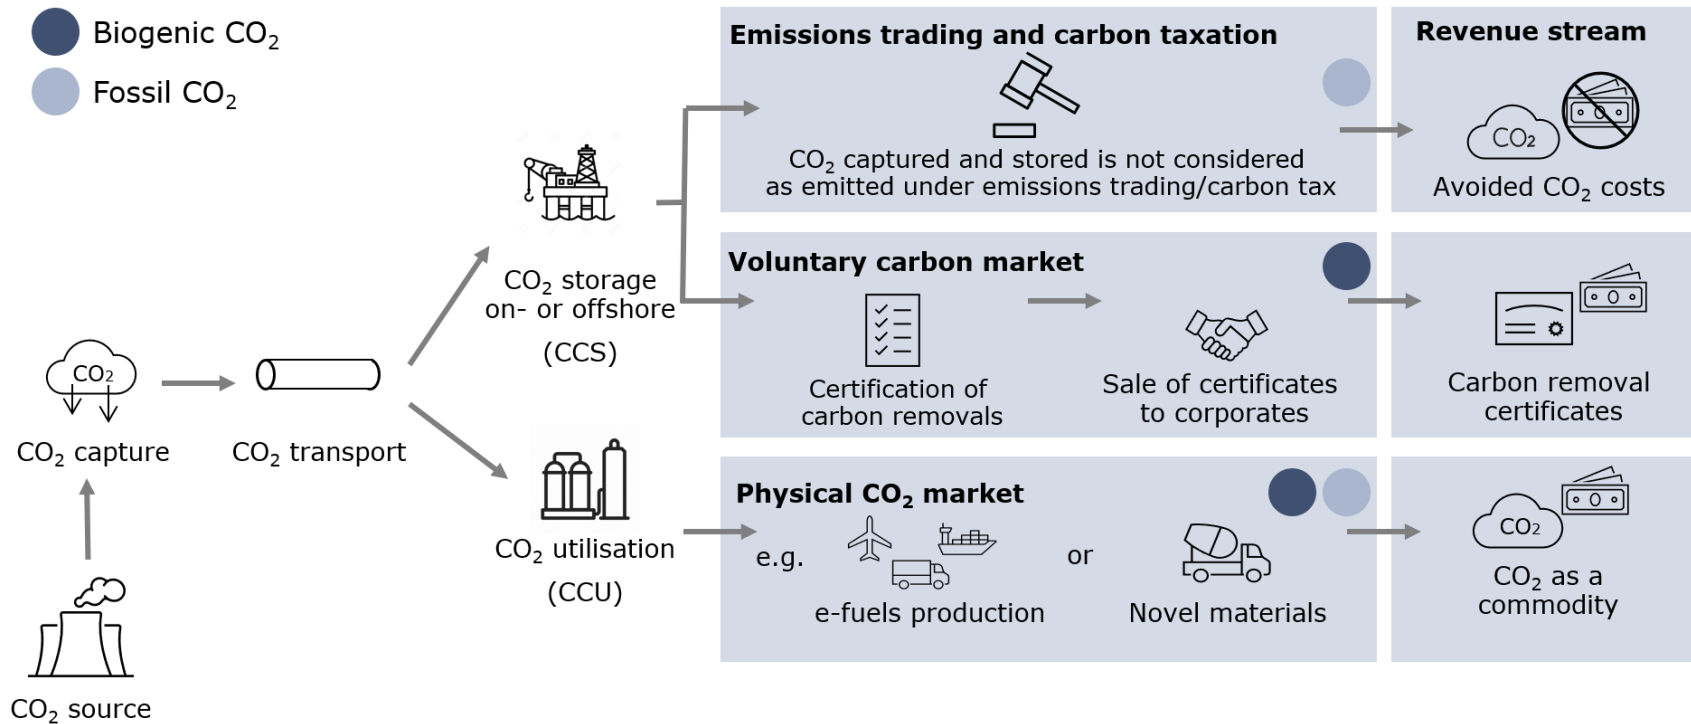 Biogenic CO₂
Fossil CO₂
CO₂ source
CO₂
CO₂ capture
CO₂ transport
CO₂ storage
on- or offshore
(CCS)
CO₂ utilisation
(CCU)
Emissions trading and carbon taxation
CO₂ captured and stored is not considered
as emitted under emissions trading/carbon tax
Revenue stream
CO₂
Avoided CO₂ costs
Voluntary carbon market
Certification of
carbon removals
Sale of certificates
to corporates
Carbon removal
certificates
Physical CO₂ market
e.g.
e-fuels production
or
Novel materials
CO₂
CO₂ as a
commodity